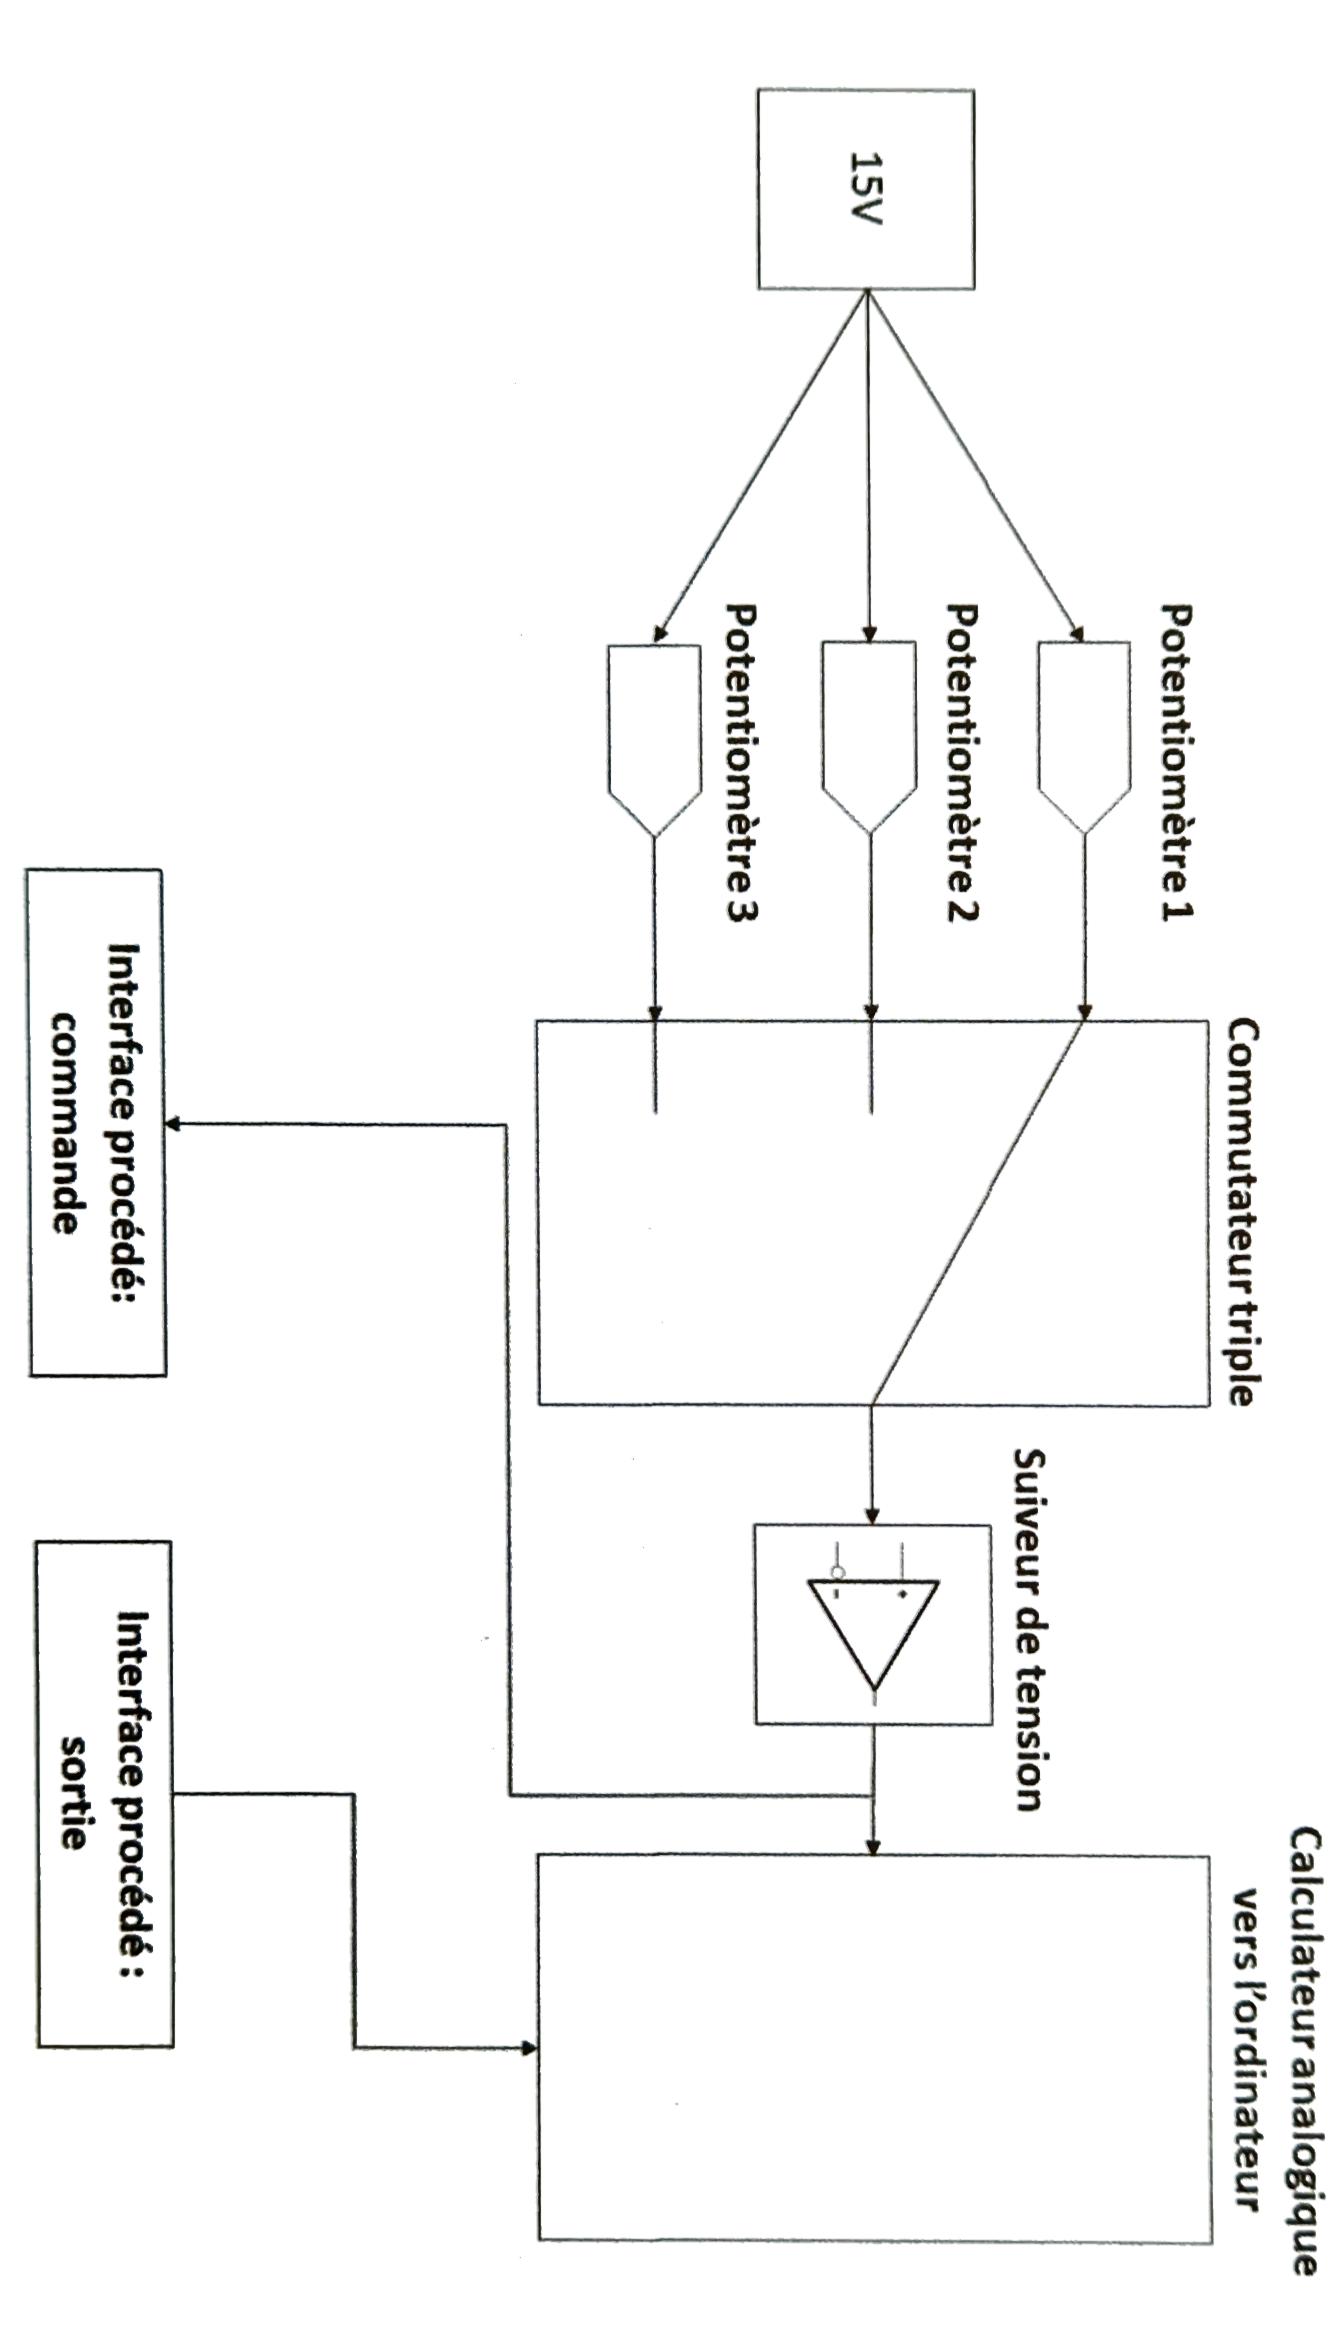 Calculateur analogique
vers l'ordinateur
Commutateur triple
Suiveur de tension
Potentiomètre 1
Potentiomètre 2
15V
+
-
Potentiomètre 3
Interface procédé:
commande
Interface procédé :
sortie